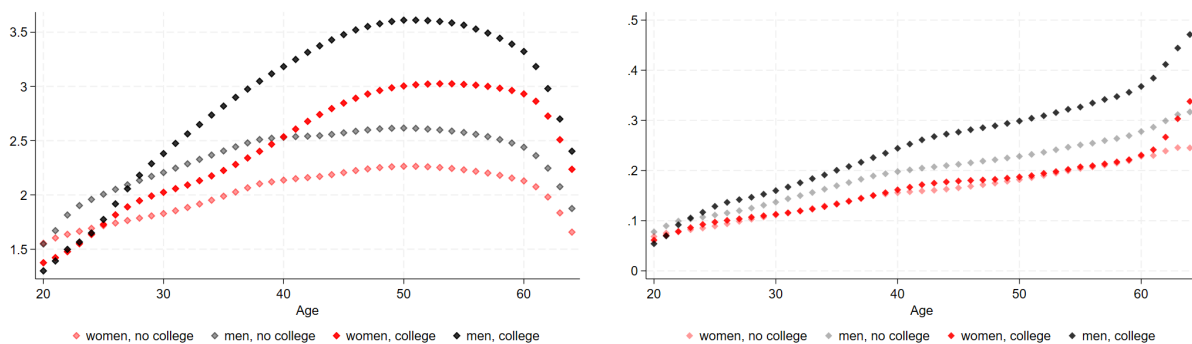 3.5
3
2.5
2
1.5
20 30 40 50 60
Age
women, no college men, no college women, college men, college
.5
.4
.3
.2
.1
0
20 30 40 50 60
Age
women, no college men, no college women, college men, college